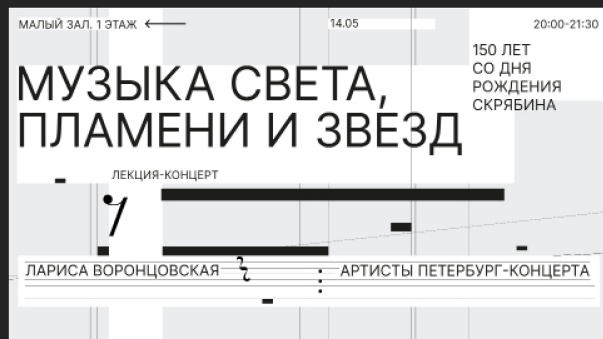 МАЛЫЙ ЗАЛ. 1 ЭТАЖ
14.05
20:00-21:30
150 ЛЕТ
СО ДНЯ
РОЖДЕНИЯ
СКРЯБИНА
МУЗЫКА СВЕТА,
ПЛАМЕНИ И ЗВЕЗД
ЛЕКЦИЯ-КОНЦЕРТ
ЛАРИСА ВОРОНЦОВСКАЯ
АРТИСТЫ ПЕТЕРБУРГ-КОНЦЕРТА